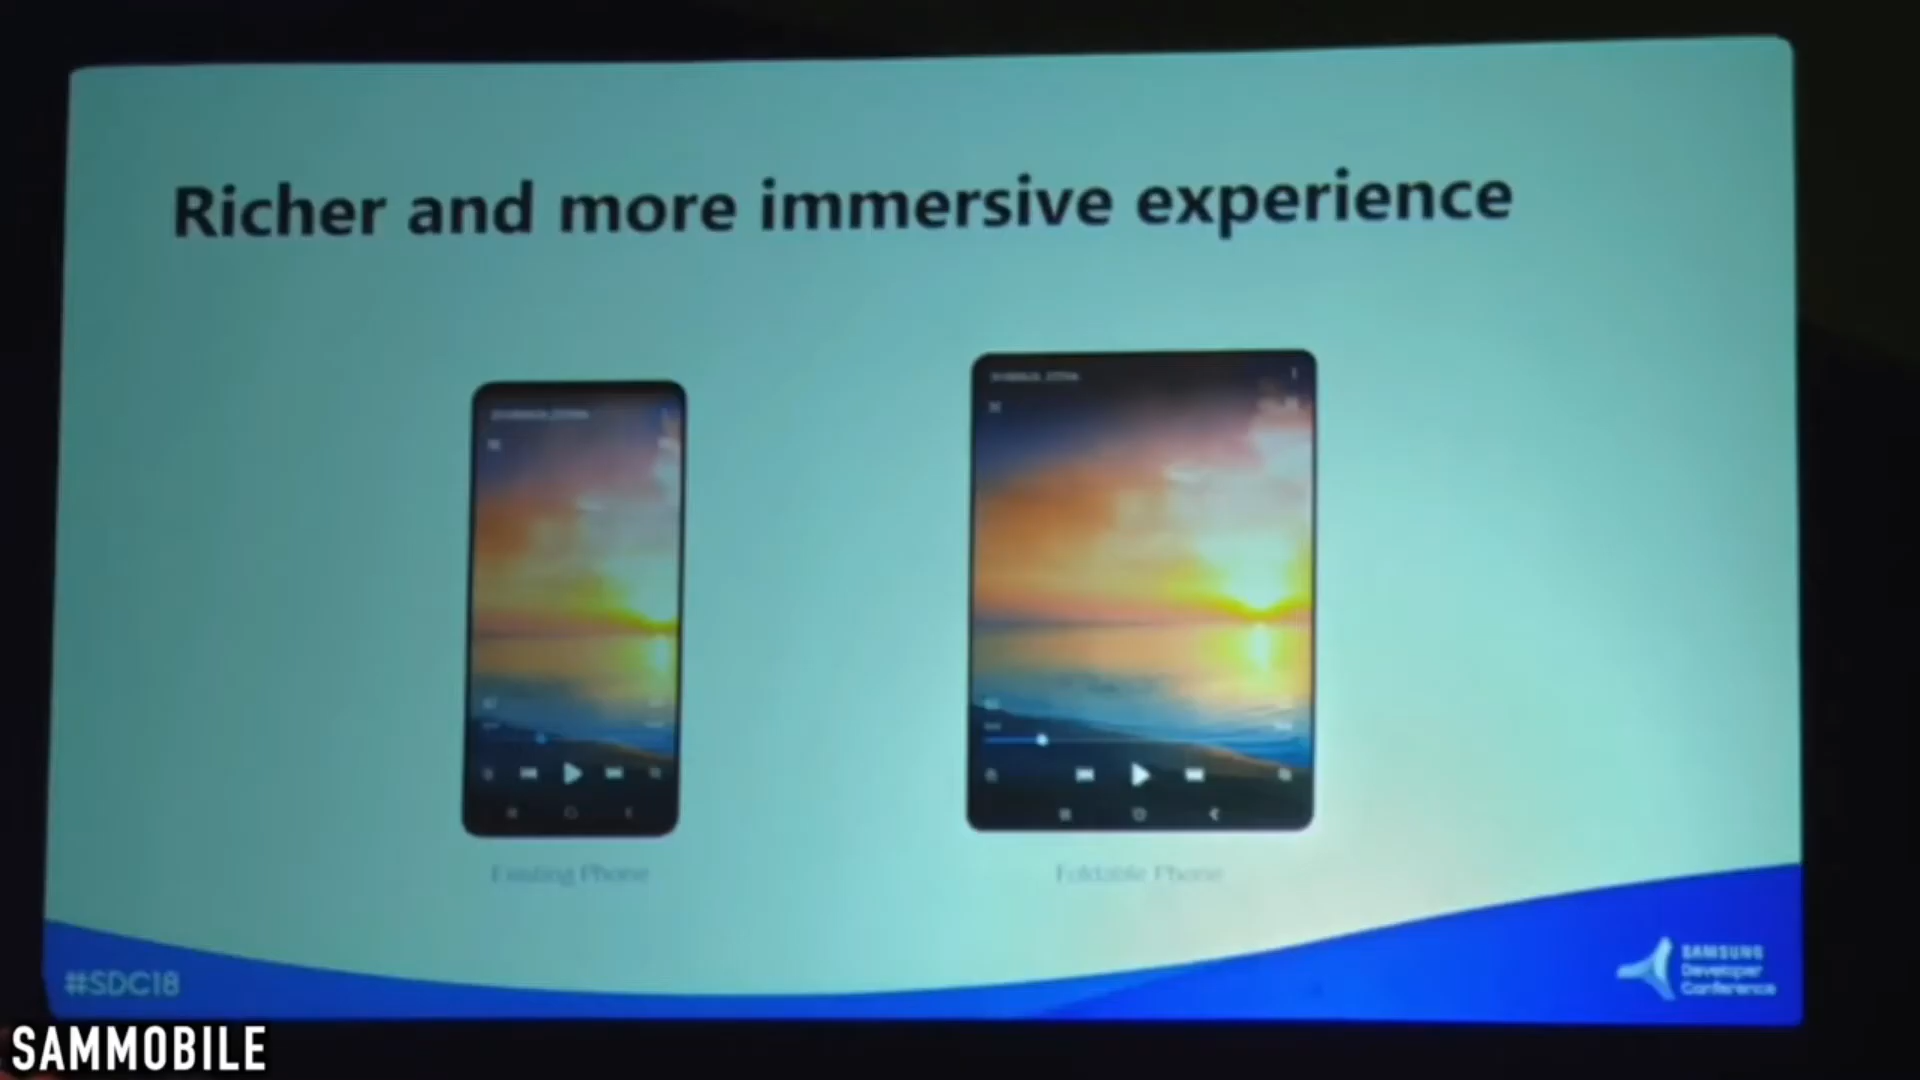 Richer and more immersive experience
Existing Phone
Foldable Phone
#SDC18
SAMSUNG
Developer
Conference
SAMMOBILE